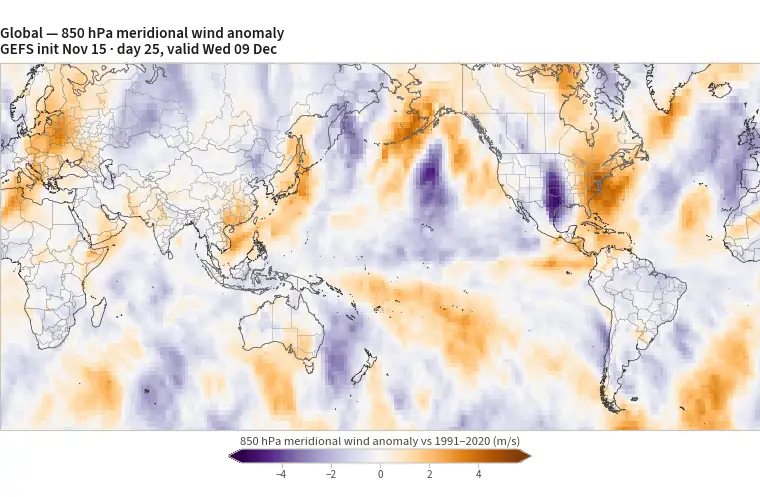 Global — 850 hPa meridional wind anomaly
GEFS init Nov 15 · day 25, valid Wed 09 Dec
850 hPa meridional wind anomaly vs 1991–2020 (m/s)
−4 −2 0 2 4